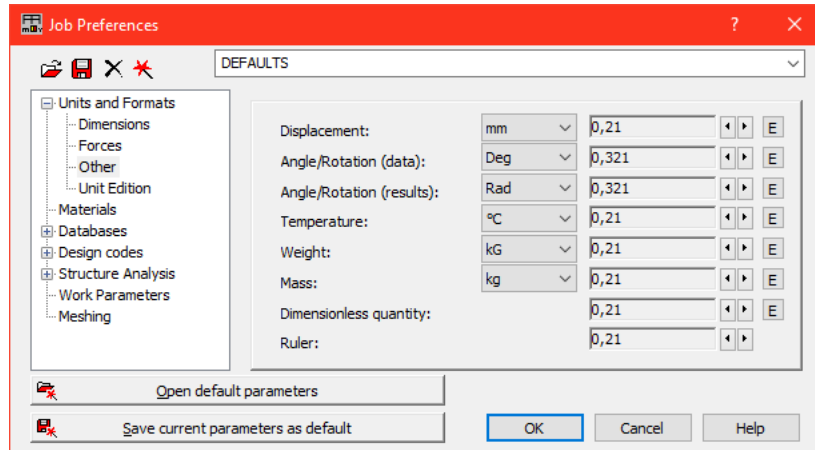 Job Preferences
DEFAULTS
Units and Formats
Dimensions
Forces
Other
Unit Edition
Materials
Databases
Design codes
Structure Analysis
Work Parameters
Meshing
Displacement: mm 0,21 E
Angle/Rotation (data): Deg 0,321 E
Angle/Rotation (results): Rad 0,321 E
Temperature: ºC 0,21 E
Weight: kG 0,21 E
Mass: kg 0,21 E
Dimensionless quantity: 0,21 E
Ruler: 0,21
Open default parameters
Save current parameters as default
OK Cancel Help